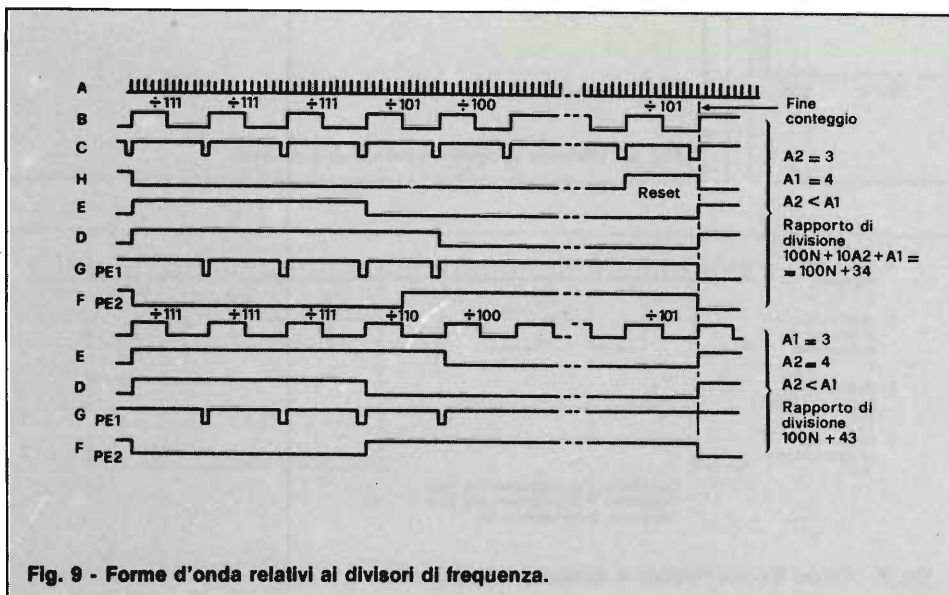 A
÷111 ÷111 ÷111 ÷101 ÷100 ÷101
Fine
conteggio
B
C
A2 = 3
H
A1 = 4
Reset
A2 < A1
E
Rapporto di
divisione
D
100N + 10A2 + A1 =
= 100N + 34
G PE1
F PE2
÷111 ÷111 ÷111 ÷110 ÷100 ÷101
A1 = 3
E
A2 = 4
D
A2 < A1
G PE1
Rapporto di
divisione
F PE2
100N + 43
Fig. 9 - Forme d'onda relativi ai divisori di frequenza.